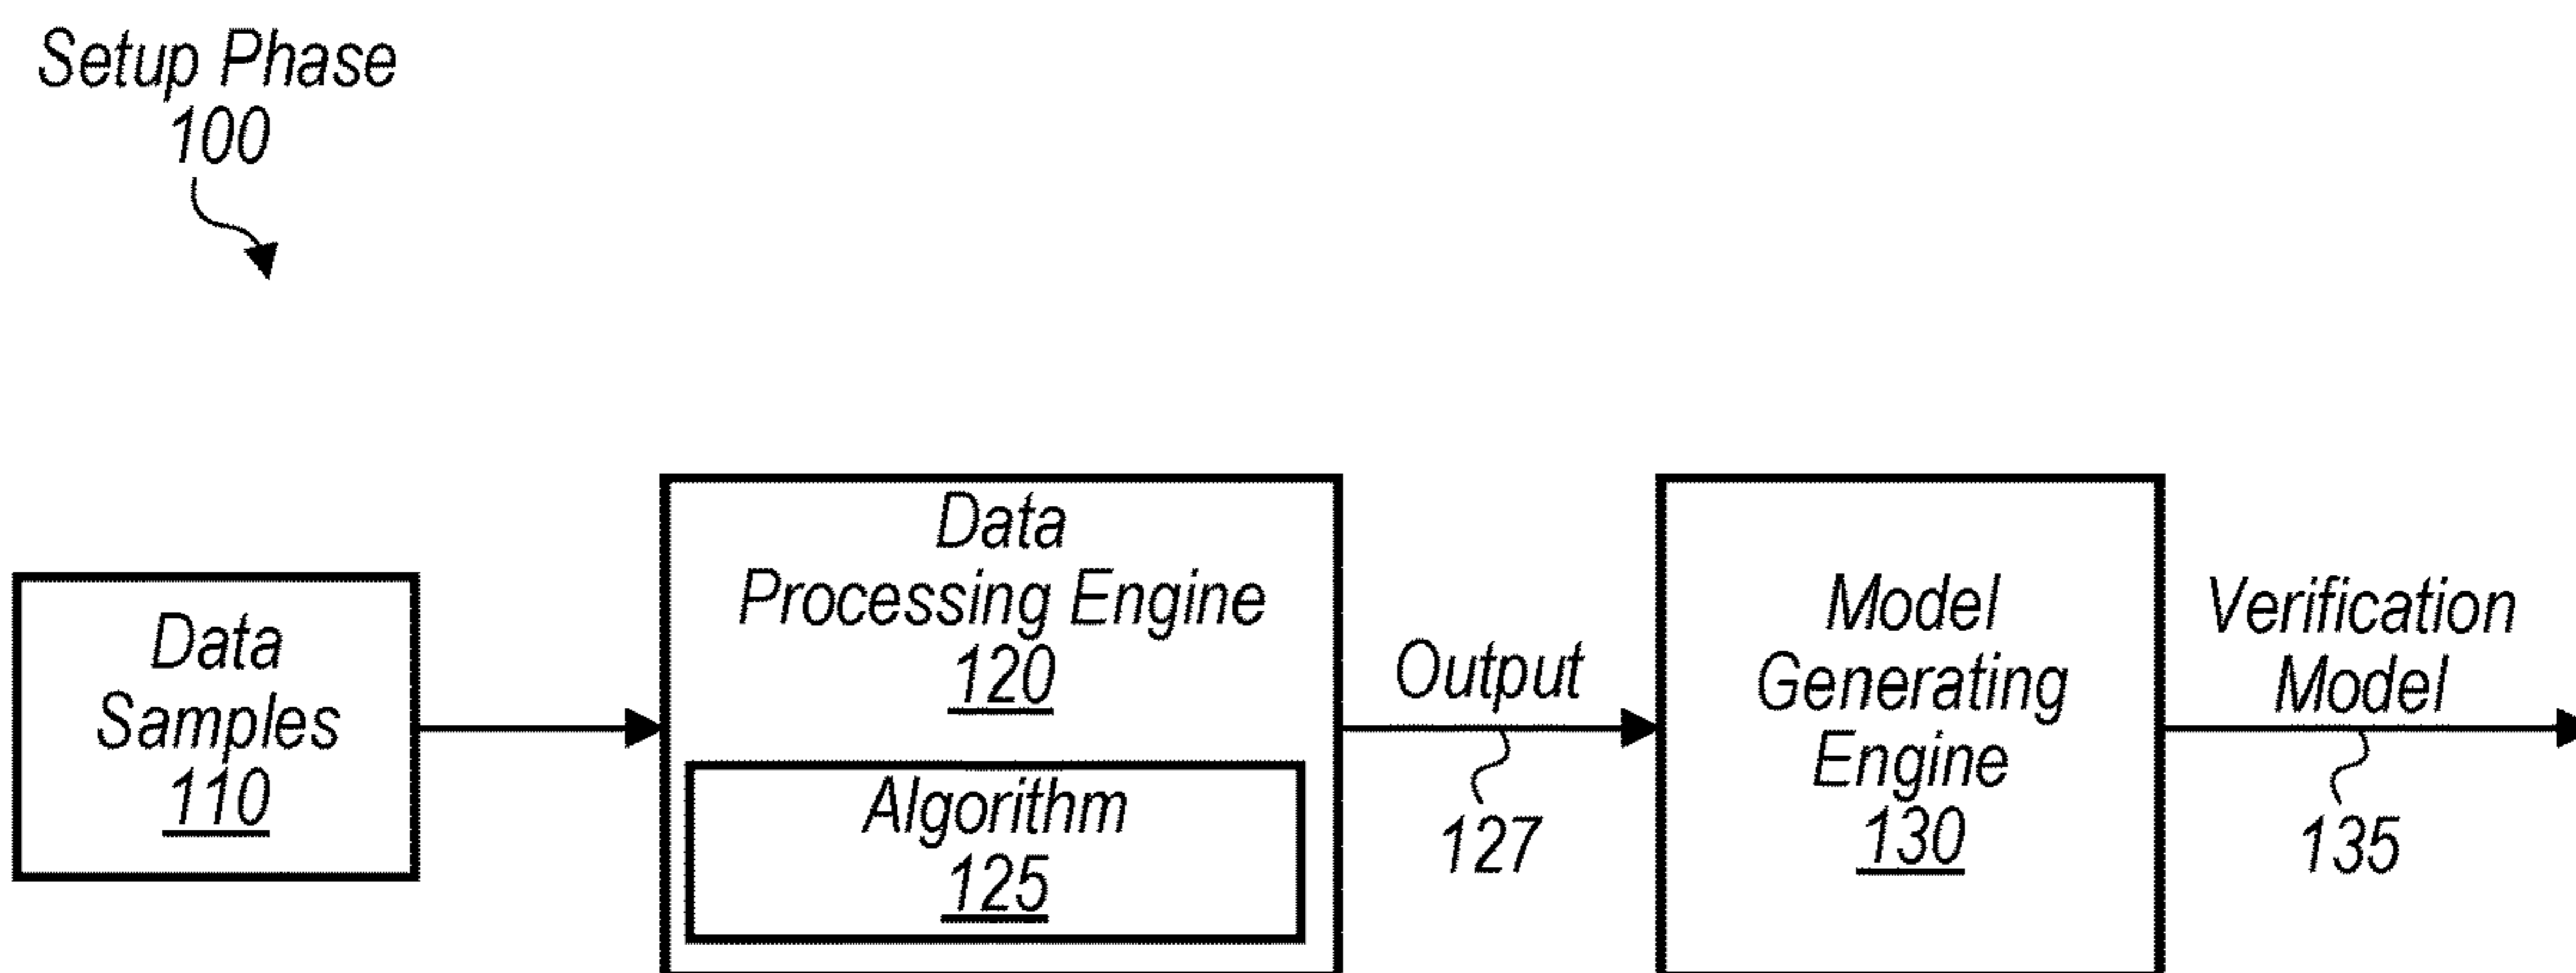 Setup Phase
100
Data
Samples
110
Data
Processing Engine
120
Algorithm
125
Output
127
Model
Generating
Engine
130
Verification
Model
135